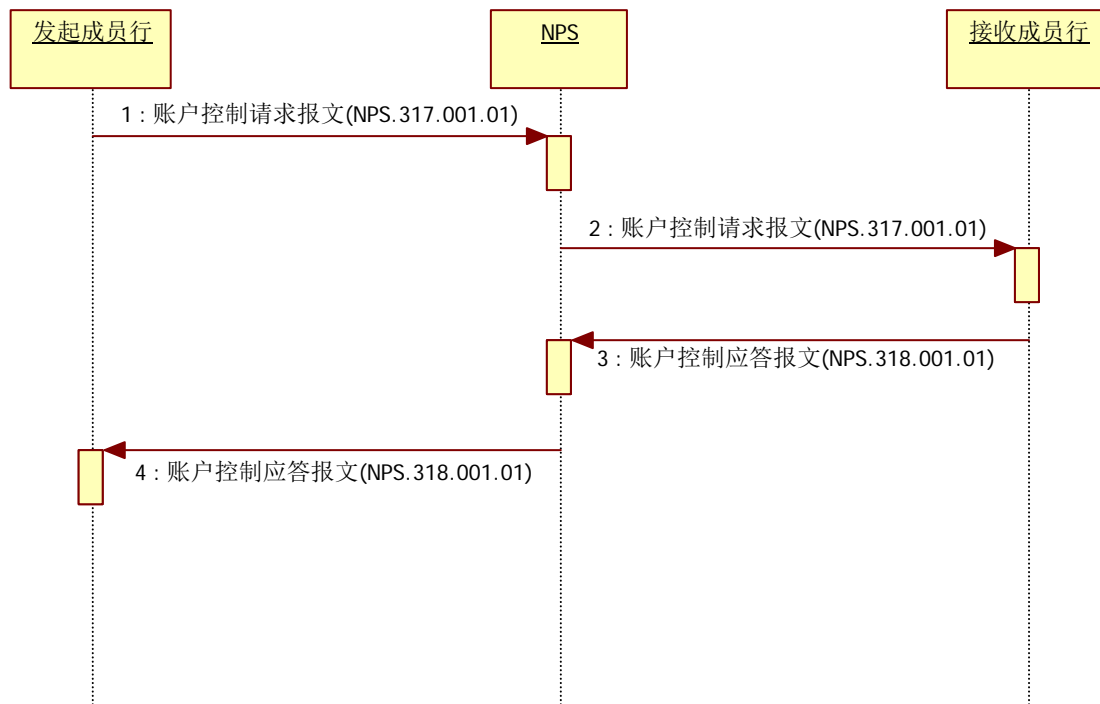 发起成员行
NPS
接收成员行
1 : 账户控制请求报文(NPS.317.001.01)
2 : 账户控制请求报文(NPS.317.001.01)
3 : 账户控制应答报文(NPS.318.001.01)
4 : 账户控制应答报文(NPS.318.001.01)